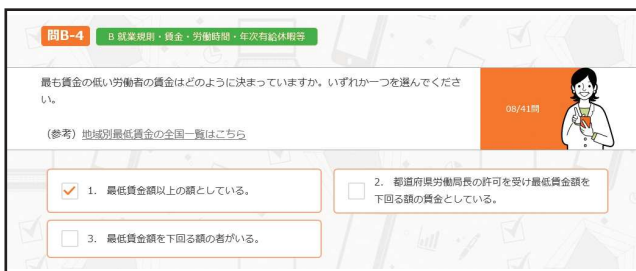 問B-4
B 就業規則・賃金・労働時間・年次有給休暇等
最も賃金の低い労働者の賃金はどのように決まっていますか。いずれか一つを選んでくださ
い。
08/41問
(参考) 地域別最低賃金の全国一覧はこちら
1. 最低賃金額以上の額としている。
2. 都道府県労働局長の許可を受け最低賃金額を
下回る額の賃金としている。
3. 最低賃金額を下回る額の者がいる。